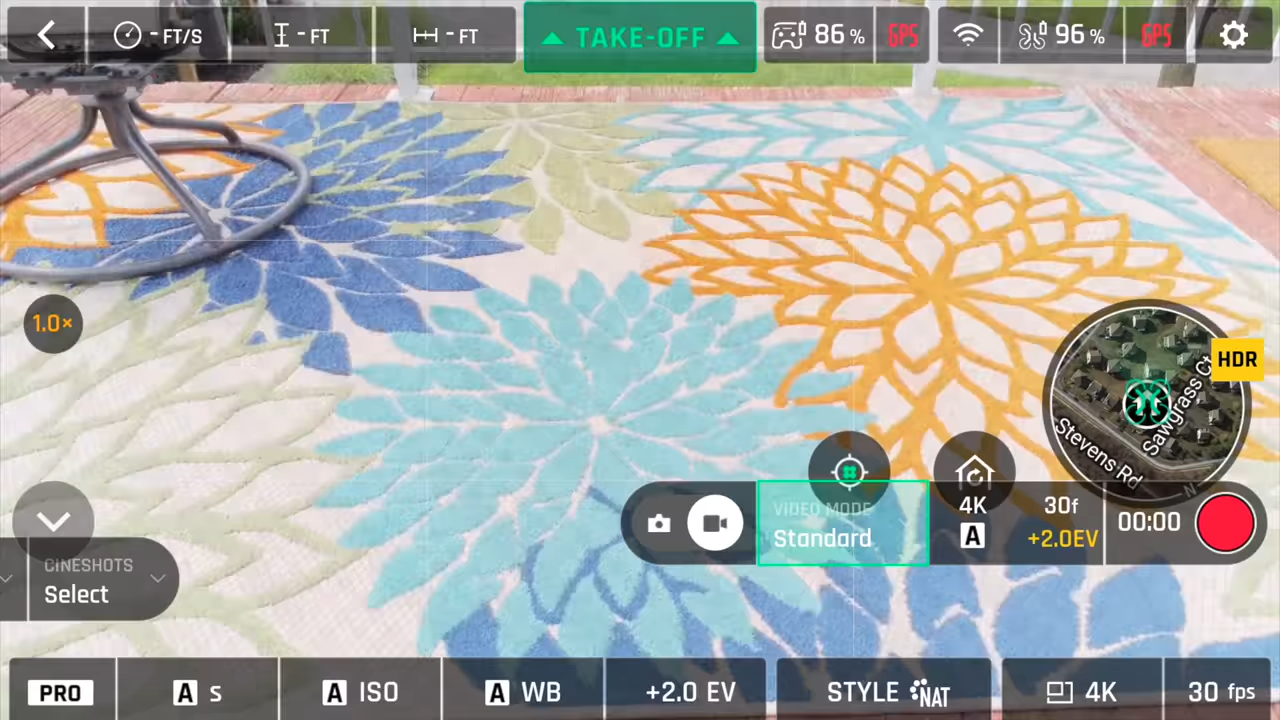 - FT/S
- FT
- FT
TAKE-OFF
86 %
GPS
96 %
GPS
1.0×
HDR
Sawgrass Ct
Stevens Rd
N
VIDEO MODE
Standard
4K
A
30f
+2.0EV
00:00
CINESHOTS
Select
PRO
A S
A ISO
A WB
+2.0 EV
STYLE NAT
4K
30 fps